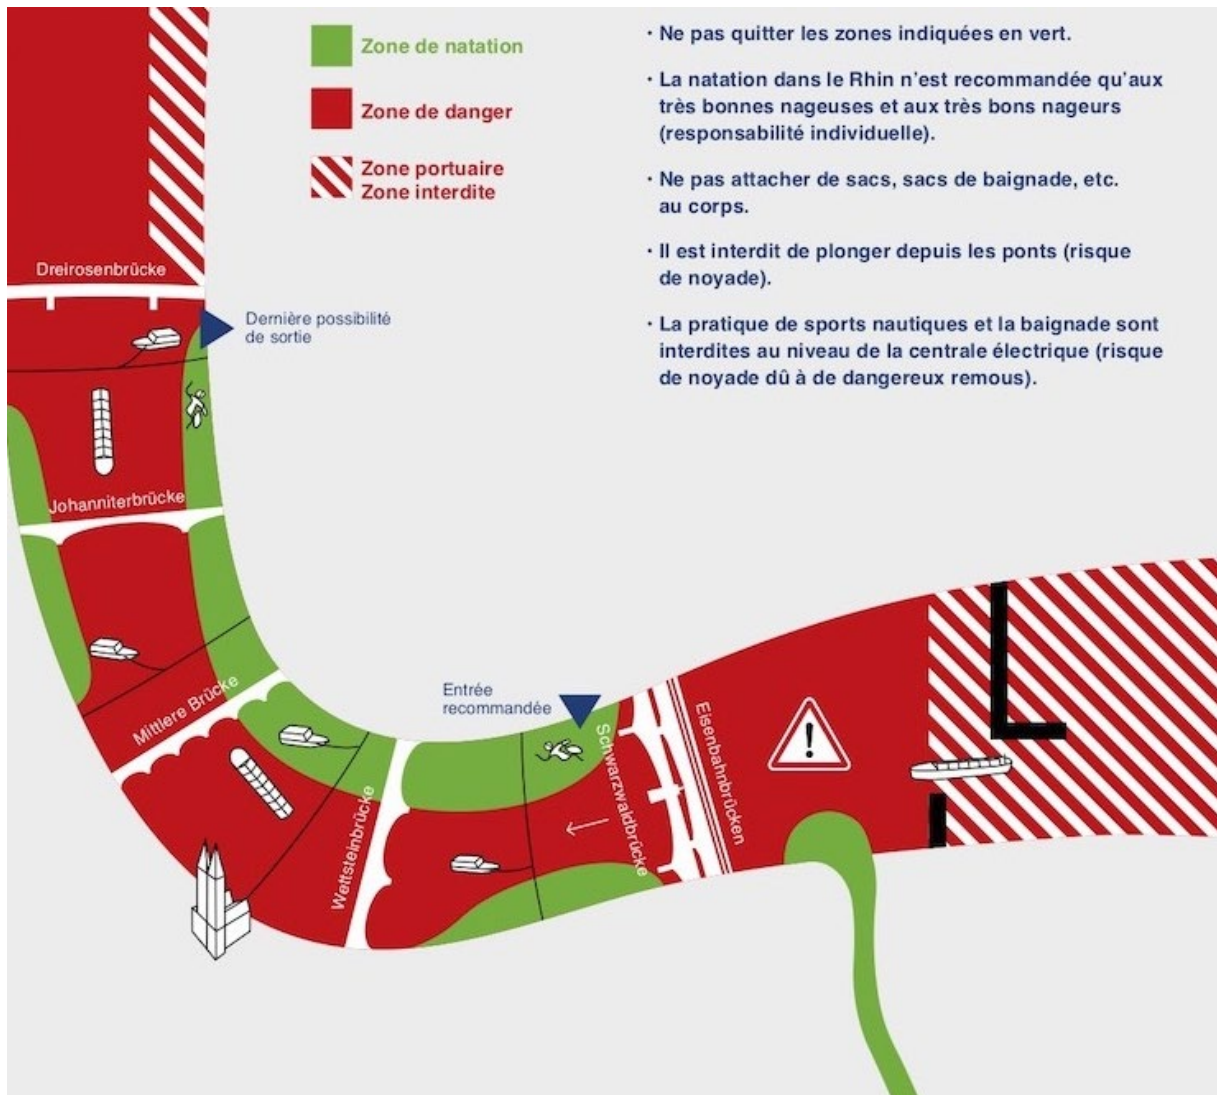 Zone de natation
Zone de danger
Zone portuaire
Zone interdite
· Ne pas quitter les zones indiquées en vert.
· La natation dans le Rhin n'est recommandée qu'aux
très bonnes nageuses et aux très bons nageurs
(responsabilité individuelle).
· Ne pas attacher de sacs, sacs de baignade, etc.
au corps.
· Il est interdit de plonger depuis les ponts (risque
de noyade).
· La pratique de sports nautiques et la baignade sont
interdites au niveau de la centrale électrique (risque
de noyade dû à de dangereux remous).
Dreirosenbrücke
Dernière possibilité
de sortie
Johanniterbrücke
Mittlere Brücke
Entrée
recommandée
Wettsteinbrücke
Schwarzwaldbrücke
Eisenbahnbrücken
!